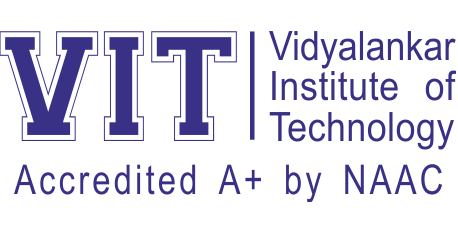 VIT
Vidyalankar
Institute of
Technology
Accredited A+ by NAAC